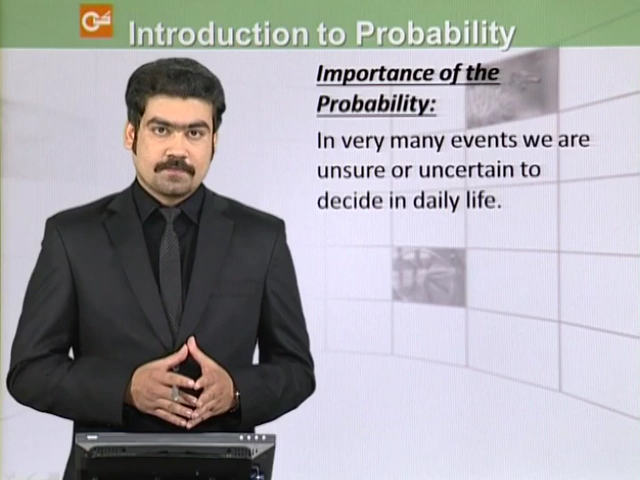 Introduction to Probability
Importance of the
Probability:
In very many events we are
unsure or uncertain to
decide in daily life.